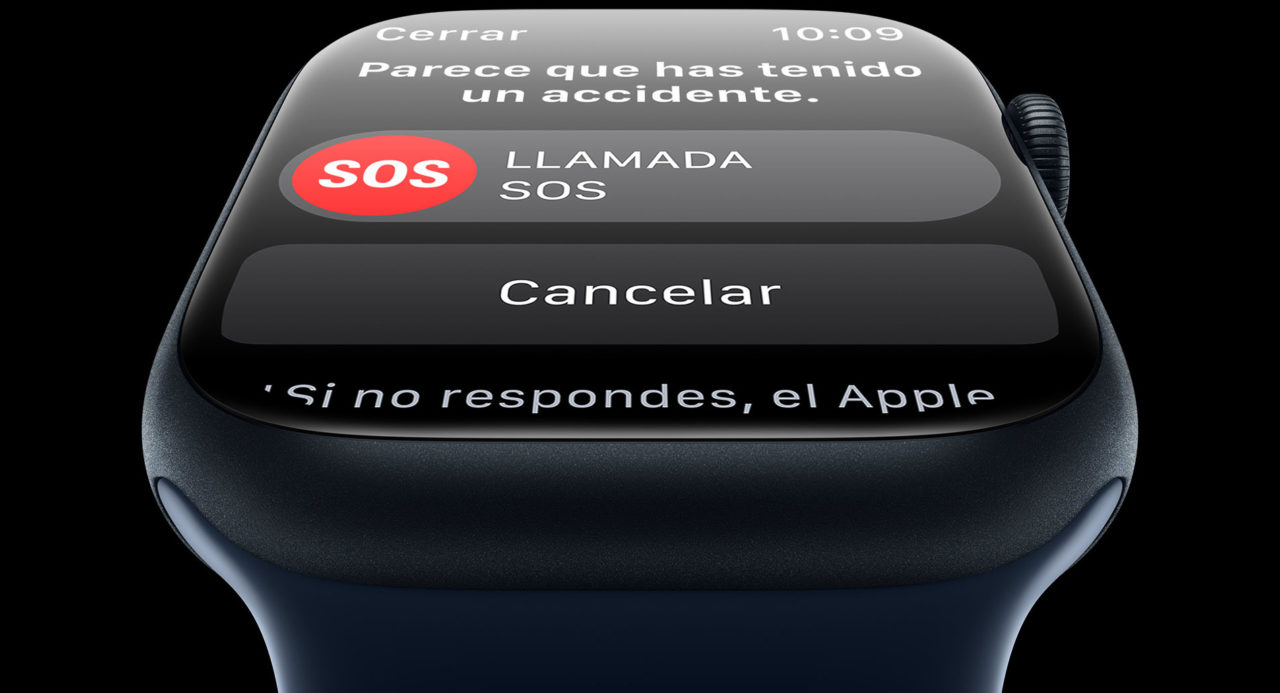 Cerrar 10:09
Parece que has tenido
un accidente.
SOS
LLAMADA
SOS
Cancelar
Si no respondes, el Apple